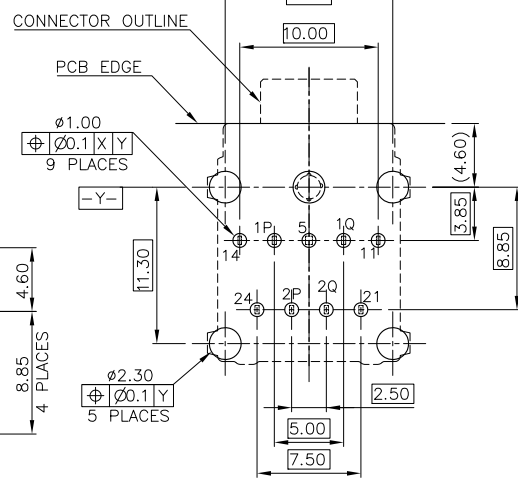 CONNECTOR OUTLINE
10.00
PCB EDGE
ø1.00
⌖ Ø0.1 X Y
9 PLACES
(4.60)
-Y-
3.85
8.85
1P 5 1Q
14 11
11.30
4.60
24 2P 2Q 21
8.85
4 PLACES
ø2.30
⌖ Ø0.1 Y
5 PLACES
2.50
5.00
7.50